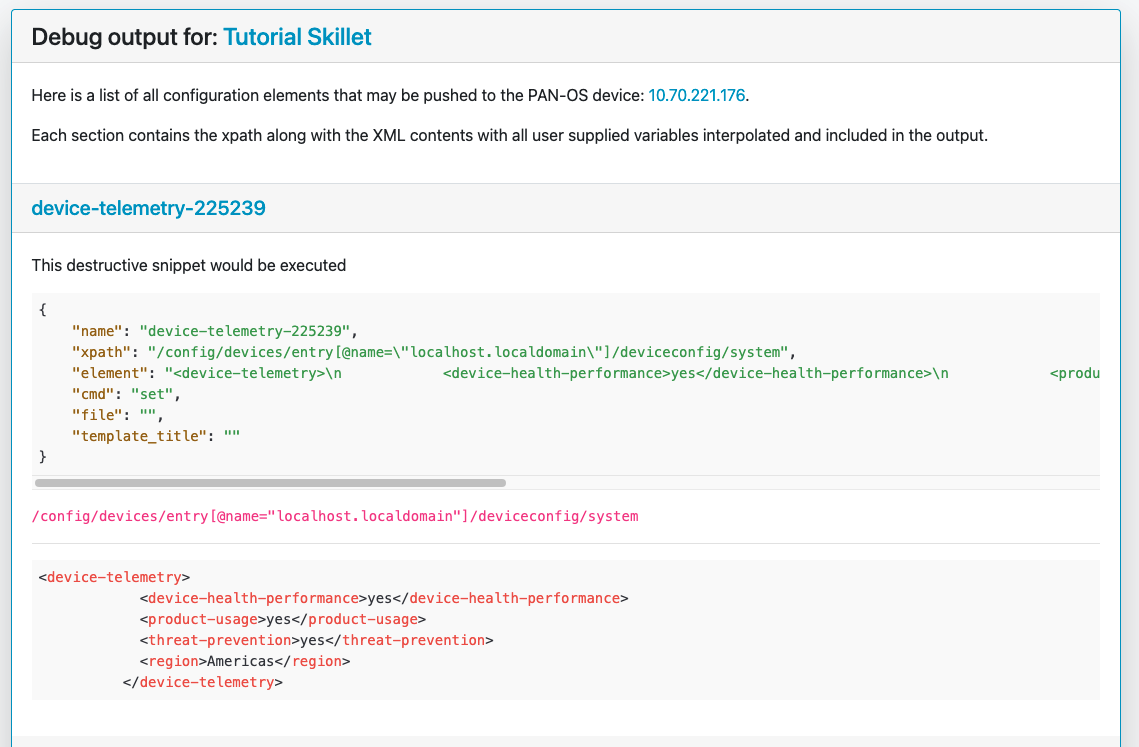 Debug output for: Tutorial Skillet
Here is a list of all configuration elements that may be pushed to the PAN-OS device: 10.70.221.176.
Each section contains the xpath along with the XML contents with all user supplied variables interpolated and included in the output.
device-telemetry-225239
This destructive snippet would be executed
{
    "name": "device-telemetry-225239",
    "xpath": "/config/devices/entry[@name=\"localhost.localdomain\"]/deviceconfig/system",
    "element": "<device-telemetry>\n            <device-health-performance>yes</device-health-performance>\n            <produ
    "cmd": "set",
    "file": "",
    "template_title": ""
}
/config/devices/entry[@name="localhost.localdomain"]/deviceconfig/system
<device-telemetry>
            <device-health-performance>yes</device-health-performance>
            <product-usage>yes</product-usage>
            <threat-prevention>yes</threat-prevention>
            <region>Americas</region>
          </device-telemetry>